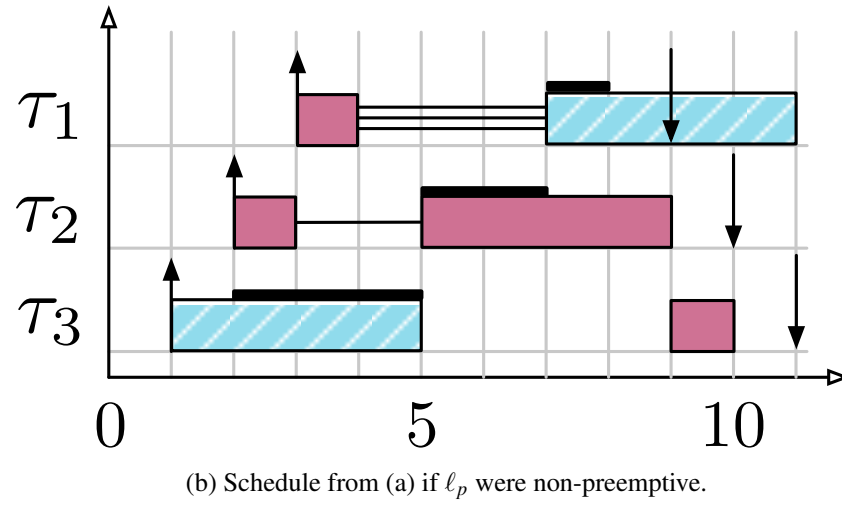 τ1
τ2
τ3
0 5 10
(b) Schedule from (a) if ℓp were non-preemptive.